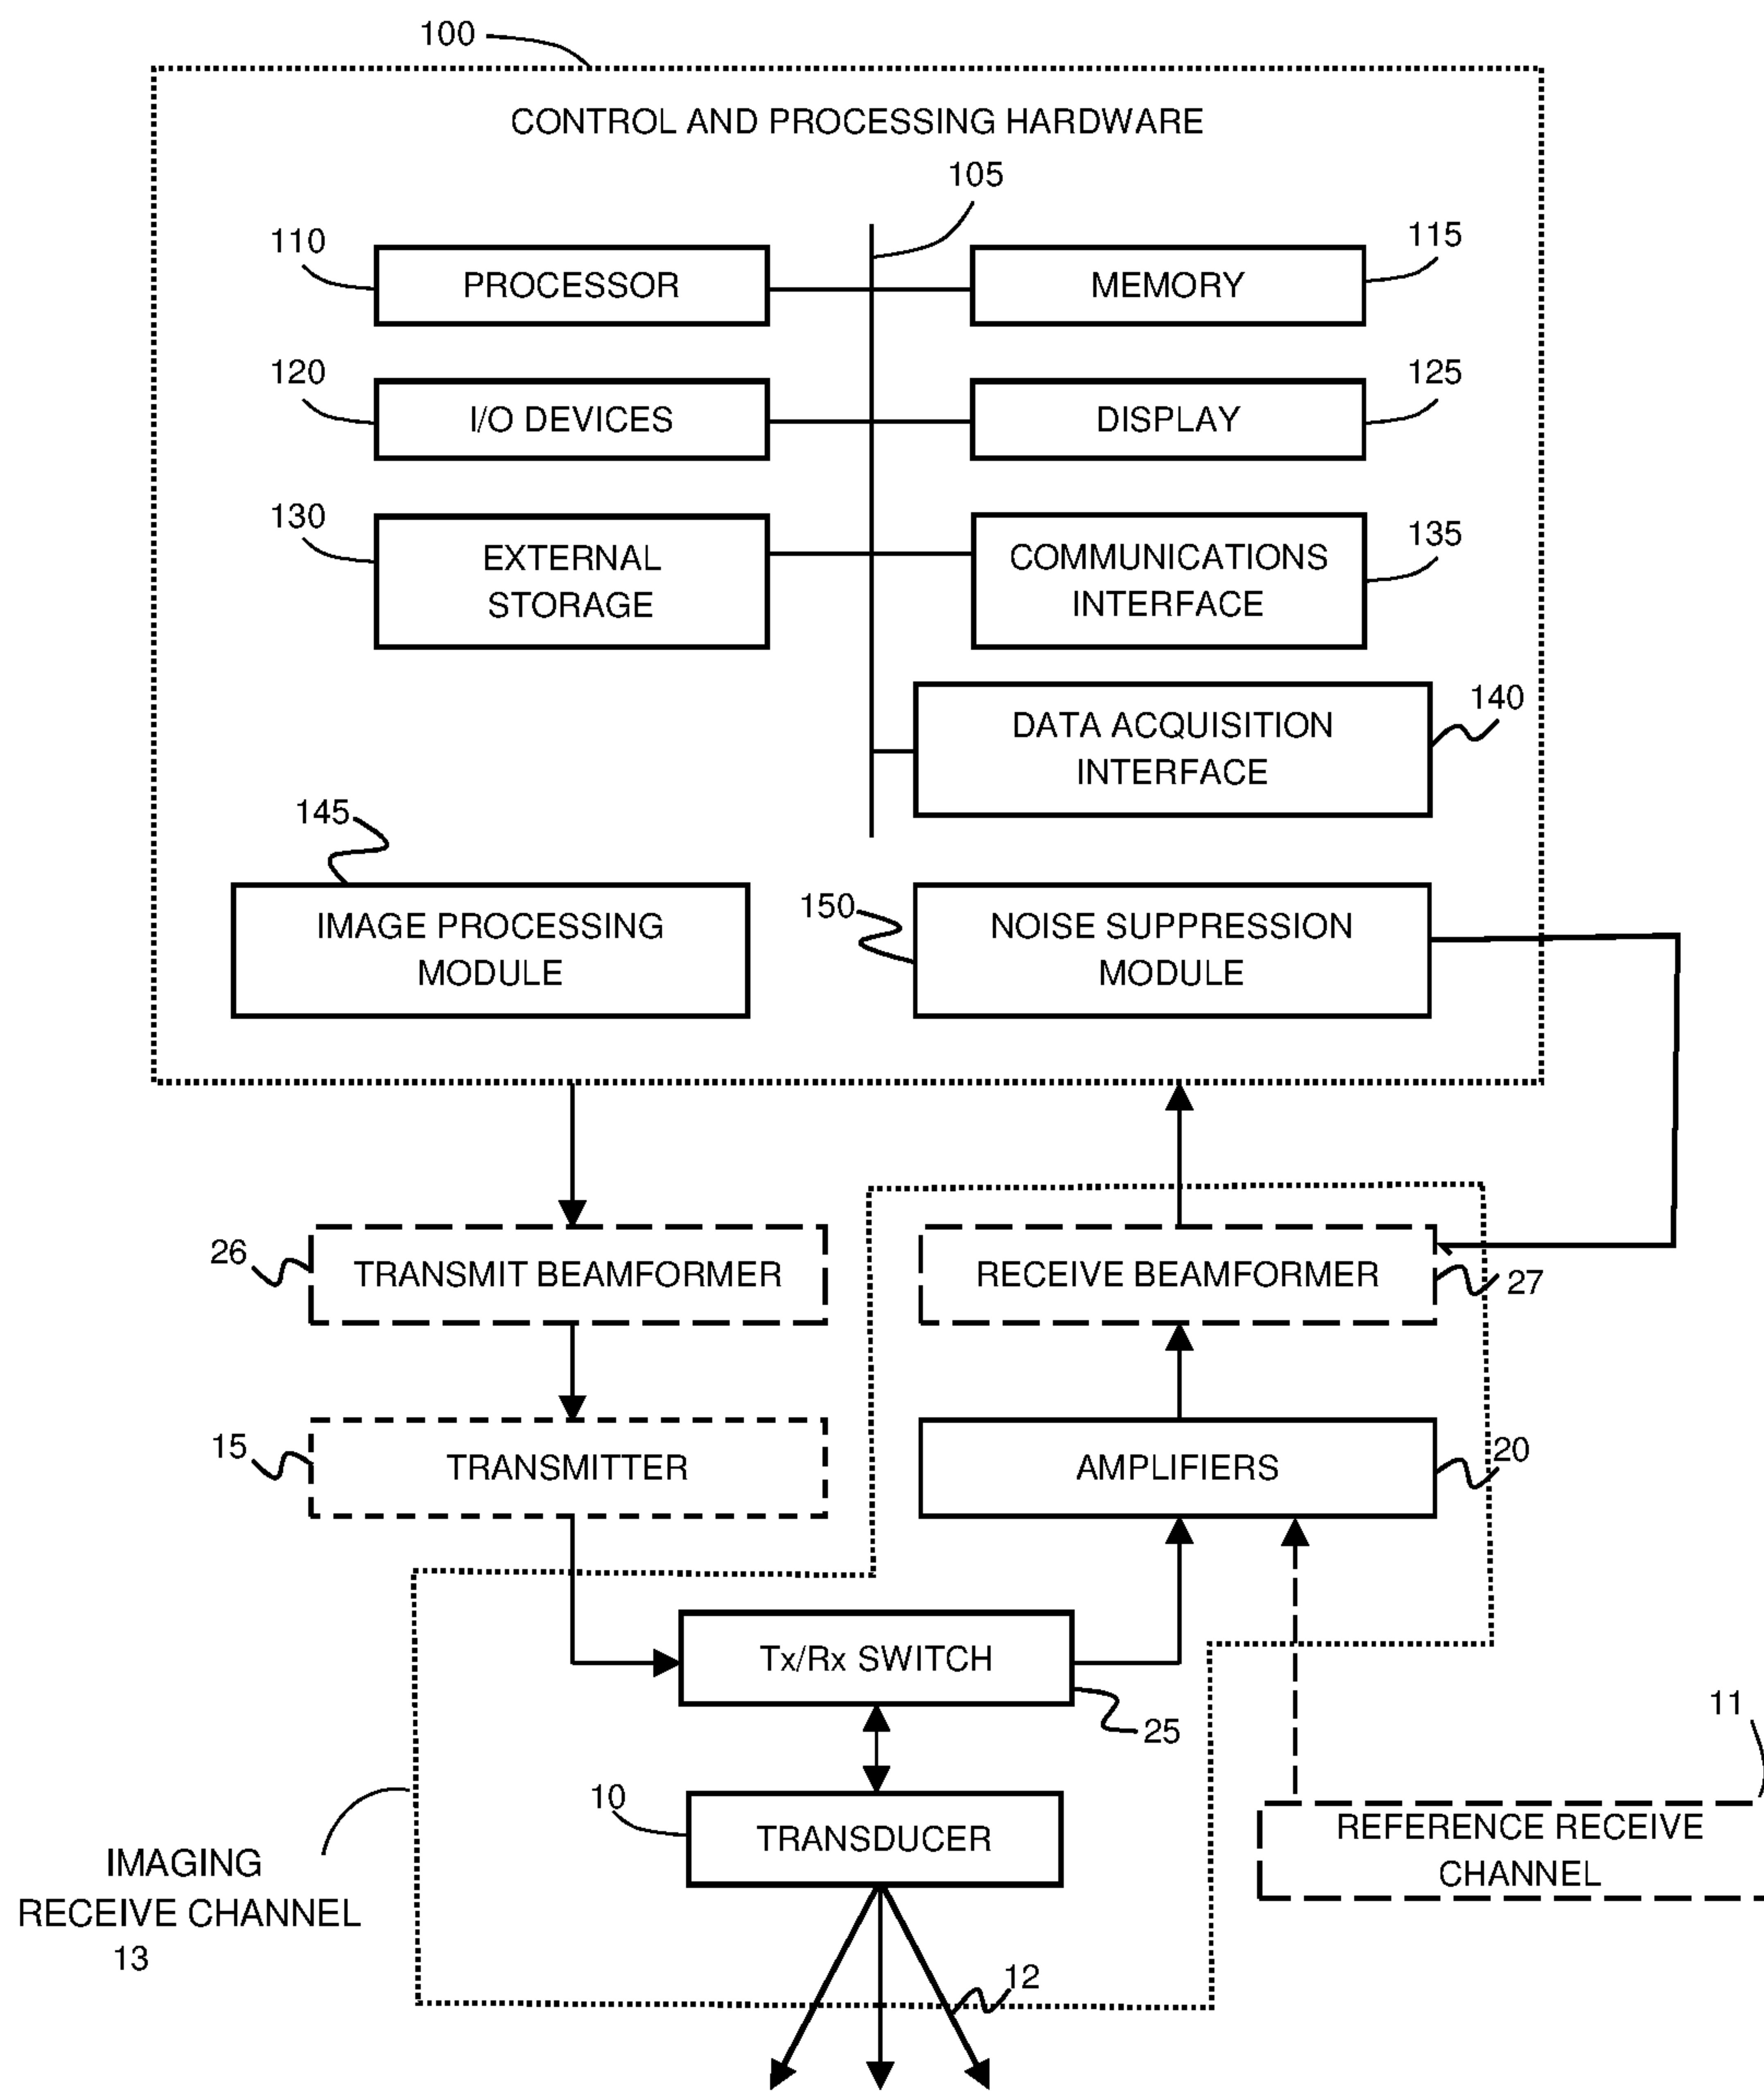 100
CONTROL AND PROCESSING HARDWARE
105
110
PROCESSOR
MEMORY
115
120
I/O DEVICES
DISPLAY
125
130
EXTERNAL
STORAGE
COMMUNICATIONS
INTERFACE
135
DATA ACQUISITION
INTERFACE
140
145
IMAGE PROCESSING
MODULE
150
NOISE SUPPRESSION
MODULE
26
TRANSMIT BEAMFORMER
RECEIVE BEAMFORMER
27
15
TRANSMITTER
AMPLIFIERS
20
Tx/Rx SWITCH
25
11
10
TRANSDUCER
REFERENCE RECEIVE
CHANNEL
IMAGING
RECEIVE CHANNEL
13
12